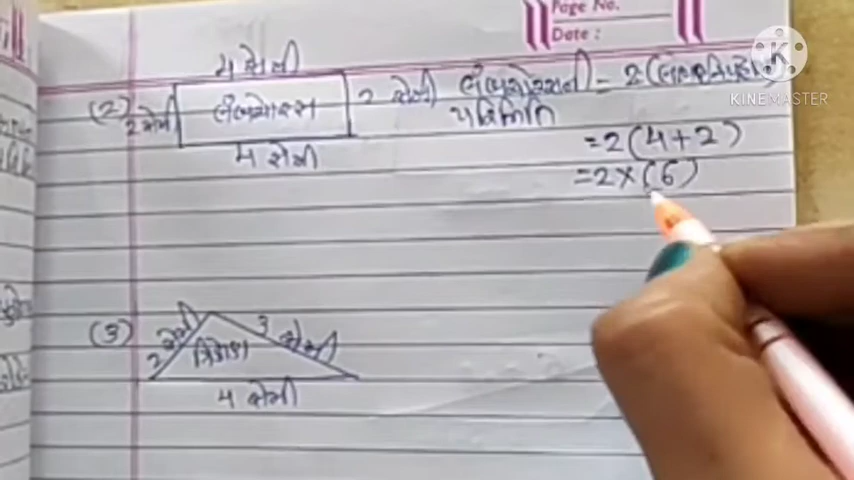 Page No.
Date :
4 સેમી
(2) 2 સેમી લંબચોરસ 2 સેમી લંબચોરસની = 2(
4 સેમી પરિમિતિ
= 2(4+2)
= 2×(6)
KINEMASTER
(3) 2 સેમી 3 સેમી
ત્રિકોણ
4 સેમી